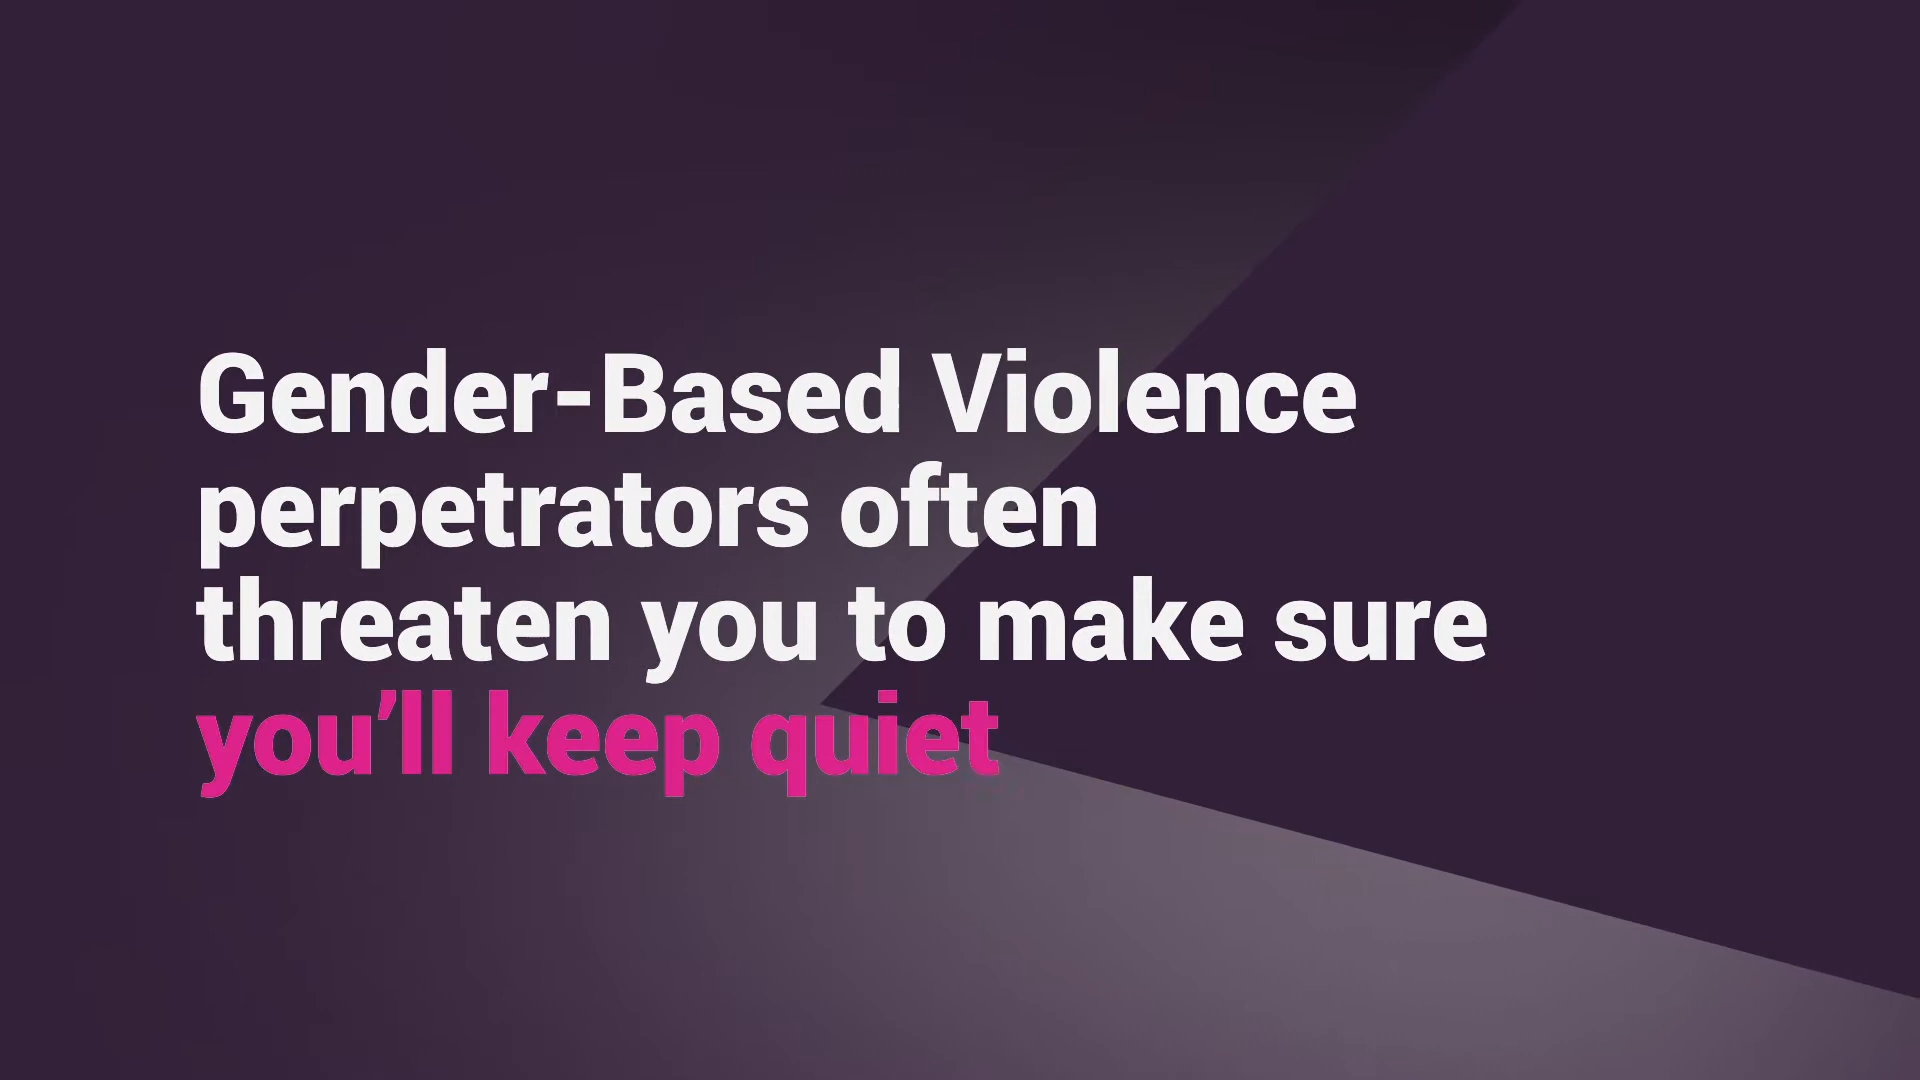 Gender-Based Violence
perpetrators often
threaten you to make sure
you’ll keep quiet